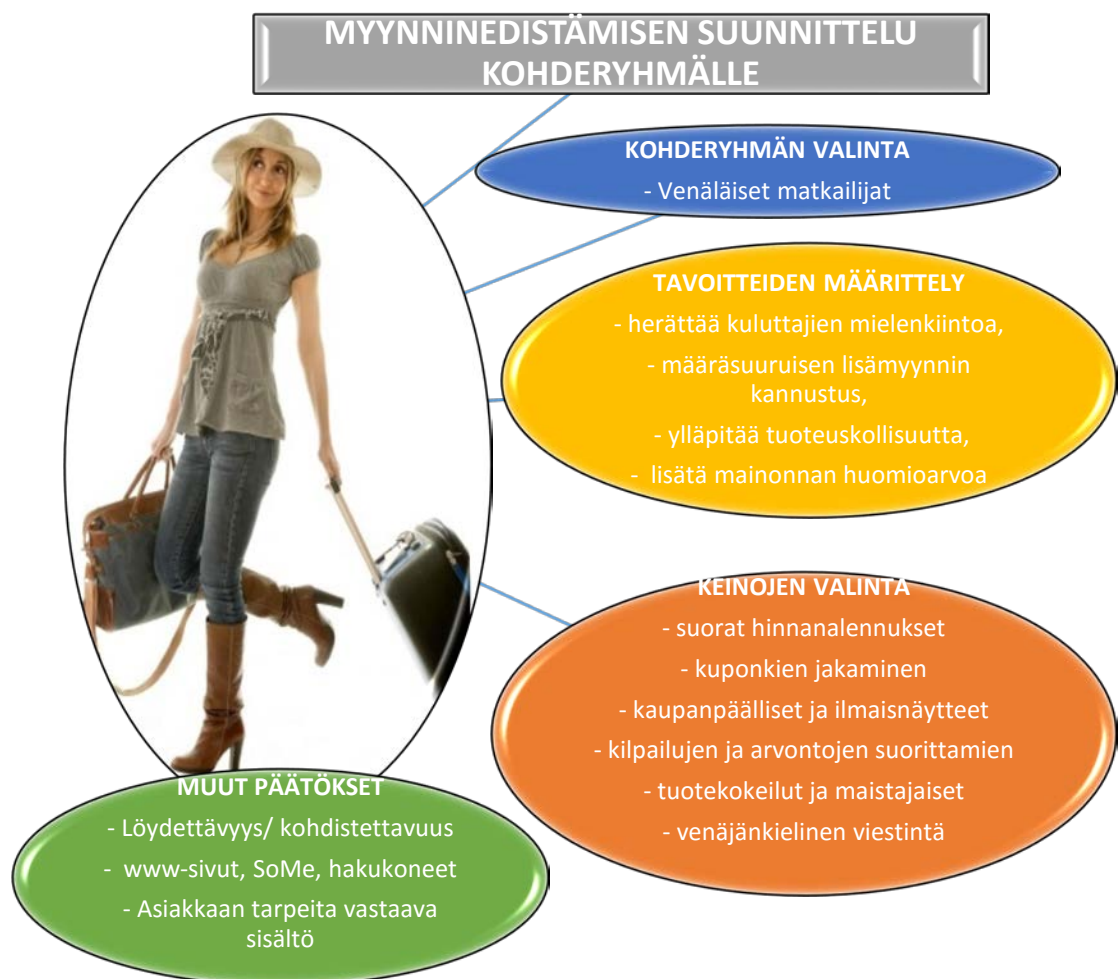 MYYNNINEDISTÄMISEN SUUNNITTELU
KOHDERYHMÄLLE
KOHDERYHMÄN VALINTA
- Venäläiset matkailijat
TAVOITTEIDEN MÄÄRITTELY
- herättää kuluttajien mielenkiintoa,
- määräsuuruisen lisämyynnin
kannustus,
- ylläpitää tuoteuskollisuutta,
- lisätä mainonnan huomioarvoa
KEINOJEN VALINTA
- suorat hinnanalennukset
- kuponkien jakaminen
- kaupanpäälliset ja ilmaisnäytteet
- kilpailujen ja arvontojen suorittamien
- tuotekokeilut ja maistajaiset
- venäjänkielinen viestintä
MUUT PÄÄTÖKSET
- Löydettävyys/ kohdistettavuus
- www-sivut, SoMe, hakukoneet
- Asiakkaan tarpeita vastaava
sisältö